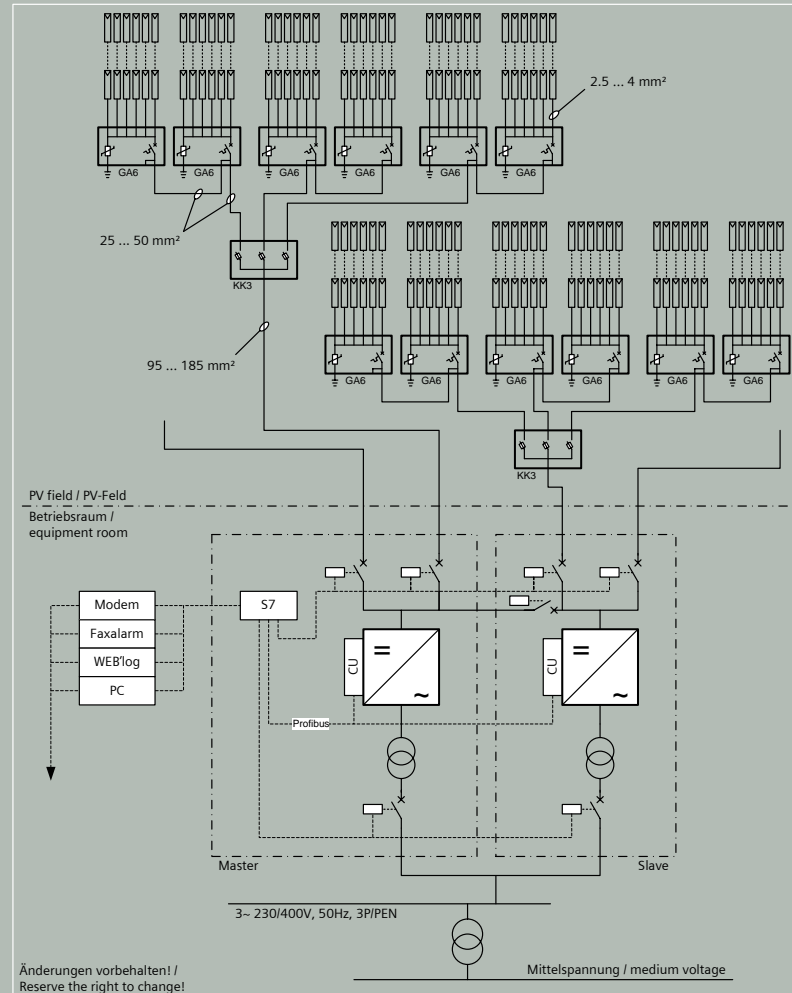 2.5 ... 4 mm²
GA6
GA6
GA6
GA6
GA6
GA6
25 ... 50 mm²
KK3
95 ... 185 mm²
GA6
GA6
GA6
GA6
GA6
GA6
KK3
PV field / PV-Feld
Betriebsraum /
equipment room
Modem
Faxalarm
WEB'log
PC
S7
CU
=
~
CU
=
~
Profibus
Master
Slave
3~ 230/400V, 50Hz, 3P/PEN
Mittelspannung / medium voltage
Änderungen vorbehalten! /
Reserve the right to change!